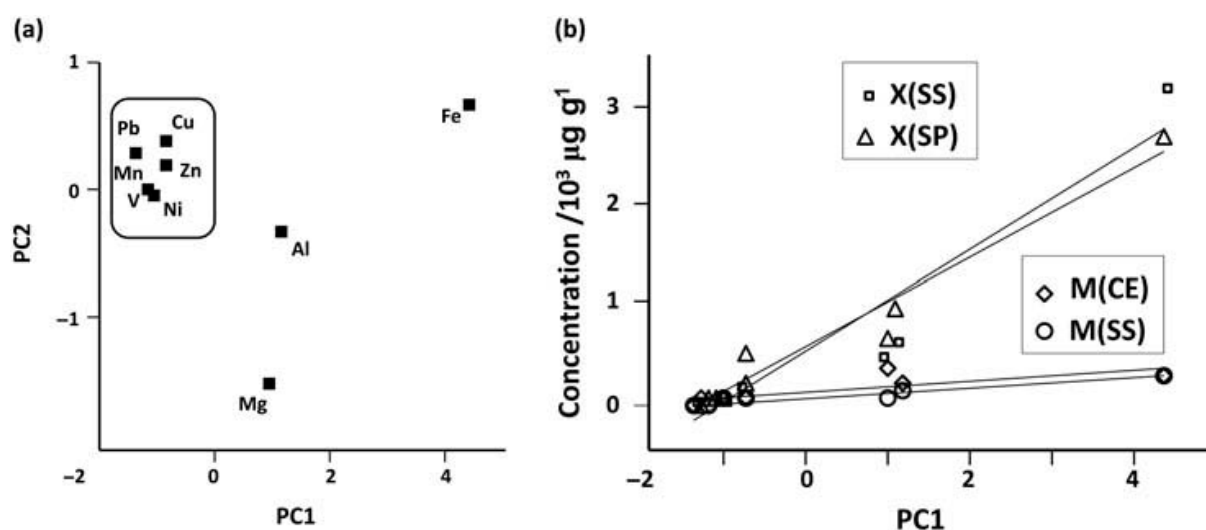 (a)
1
0
–1
PC2
Pb
Cu
Mn
Zn
V
Ni
Fe
Al
Mg
–2
0
2
4
PC1
(b)
Concentration /10³ µg g¹
3
2
1
0
X(SS)
X(SP)
M(CE)
M(SS)
–2
0
2
4
PC1